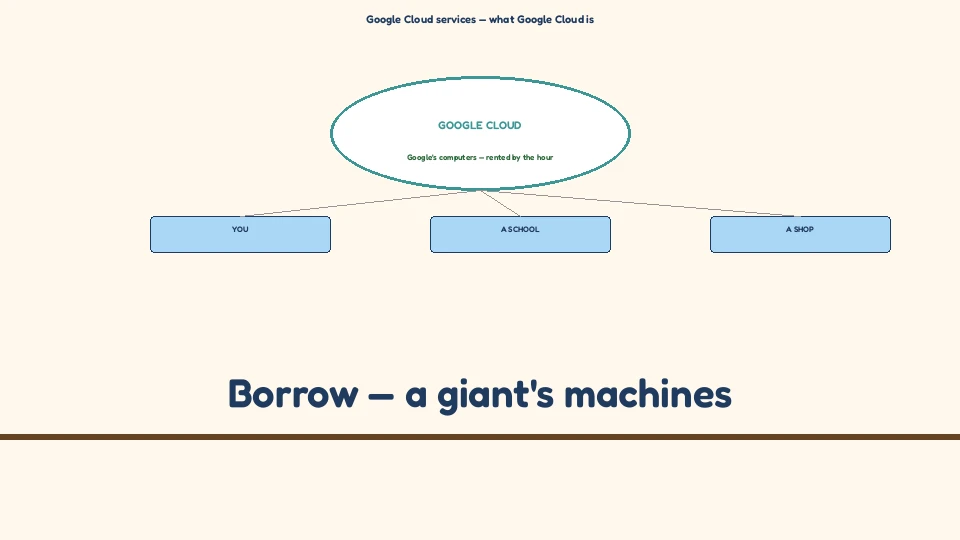 Google Cloud services — what Google Cloud is
GOOGLE CLOUD
Google's computers — rented by the hour
YOU
A SCHOOL
A SHOP
Borrow — a giant's machines